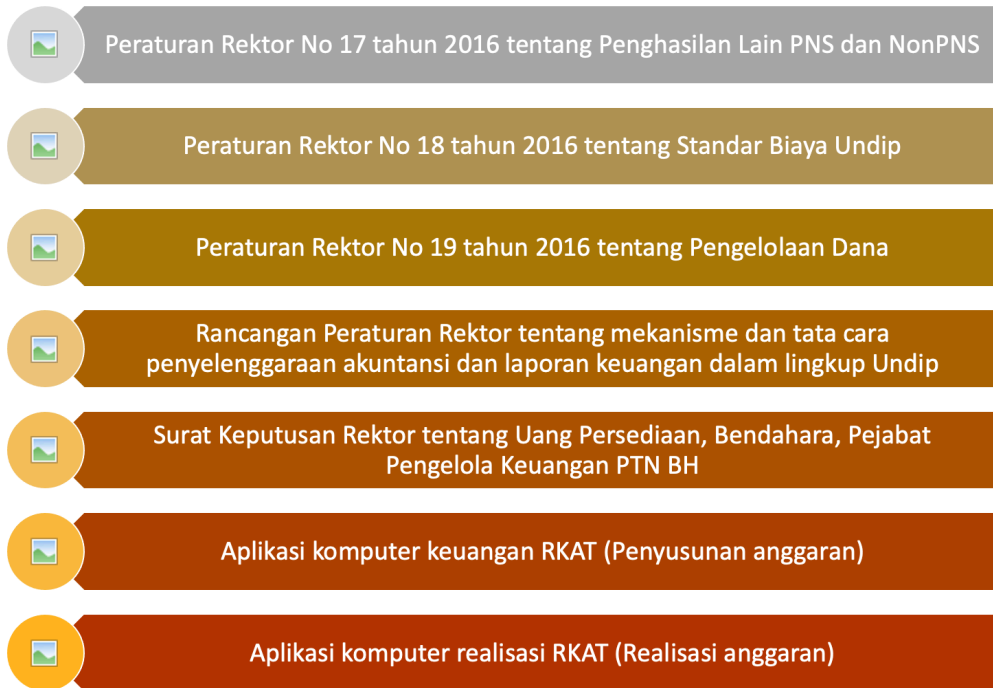 Peraturan Rektor No 17 tahun 2016 tentang Penghasilan Lain PNS dan NonPNS
Peraturan Rektor No 18 tahun 2016 tentang Standar Biaya Undip
Peraturan Rektor No 19 tahun 2016 tentang Pengelolaan Dana
Rancangan Peraturan Rektor tentang mekanisme dan tata cara
penyelenggaraan akuntansi dan laporan keuangan dalam lingkup Undip
Surat Keputusan Rektor tentang Uang Persediaan, Bendahara, Pejabat
Pengelola Keuangan PTN BH
Aplikasi komputer keuangan RKAT (Penyusunan anggaran)
Aplikasi komputer realisasi RKAT (Realisasi anggaran)